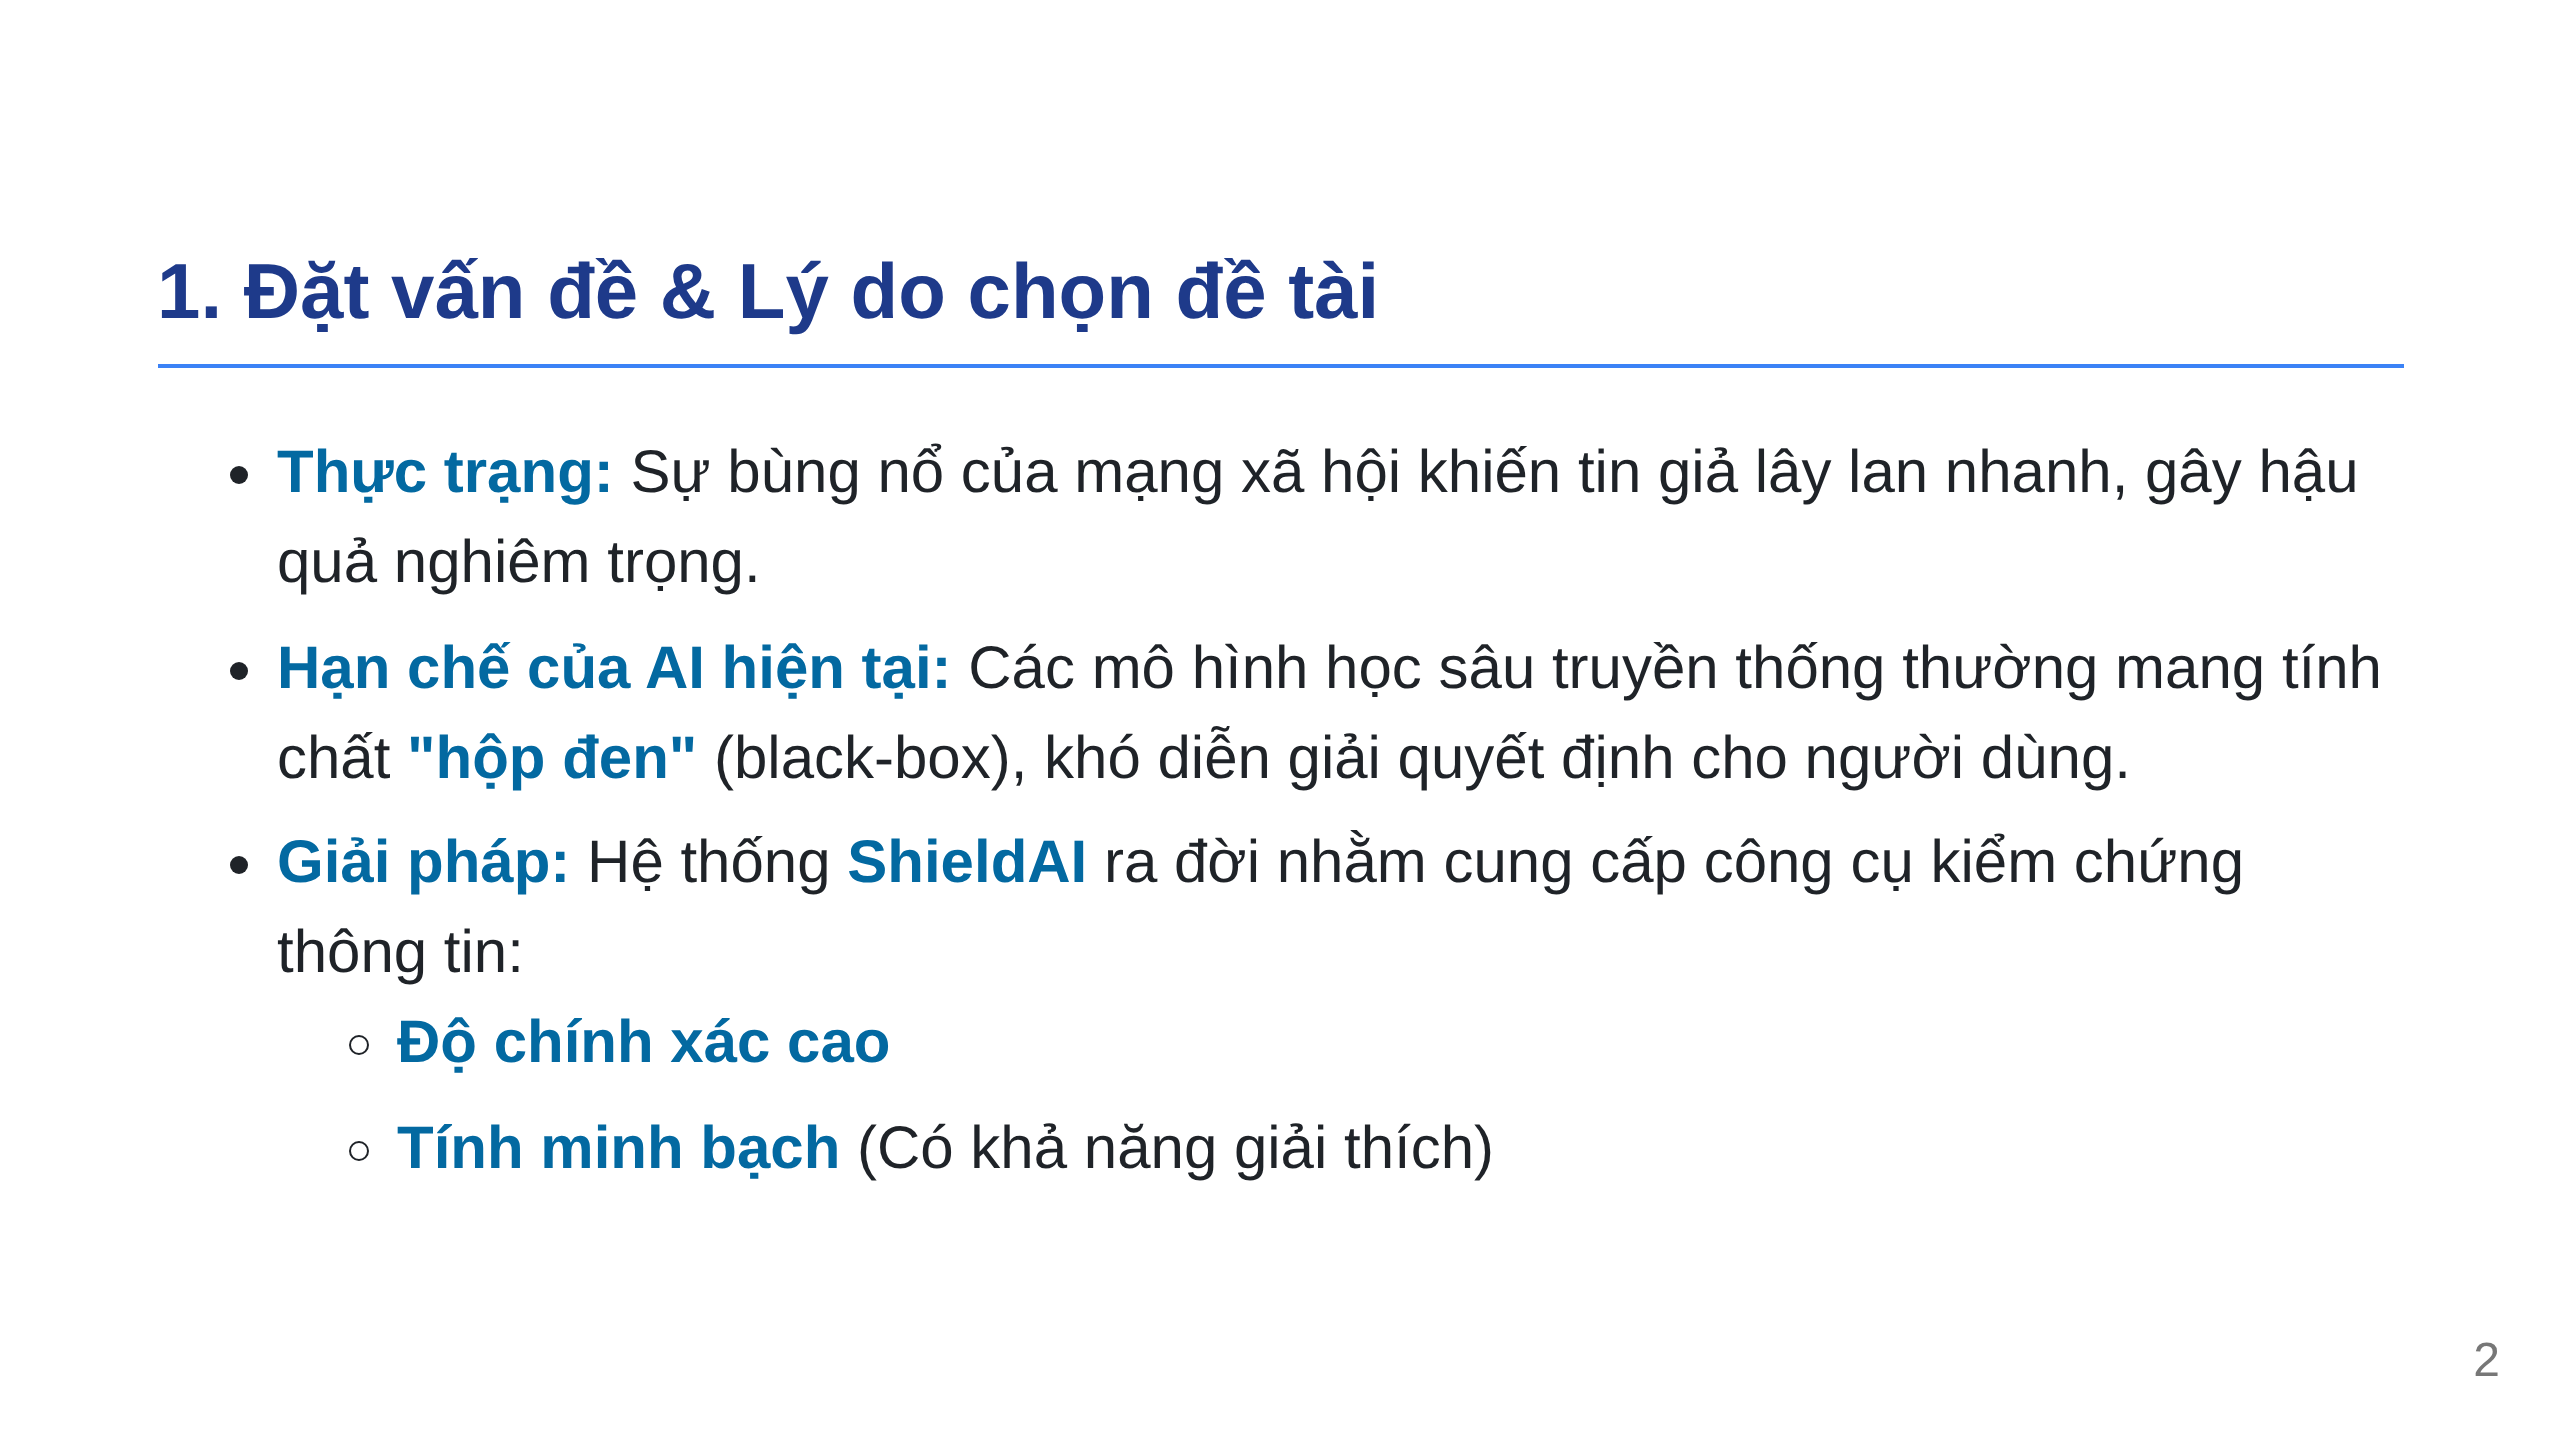 1. Đặt vấn đề & Lý do chọn đề tài
• Thực trạng: Sự bùng nổ của mạng xã hội khiến tin giả lây lan nhanh, gây hậu
quả nghiêm trọng.
• Hạn chế của AI hiện tại: Các mô hình học sâu truyền thống thường mang tính
chất "hộp đen" (black-box), khó diễn giải quyết định cho người dùng.
• Giải pháp: Hệ thống ShieldAI ra đời nhằm cung cấp công cụ kiểm chứng
thông tin:
◦ Độ chính xác cao
◦ Tính minh bạch (Có khả năng giải thích)
2